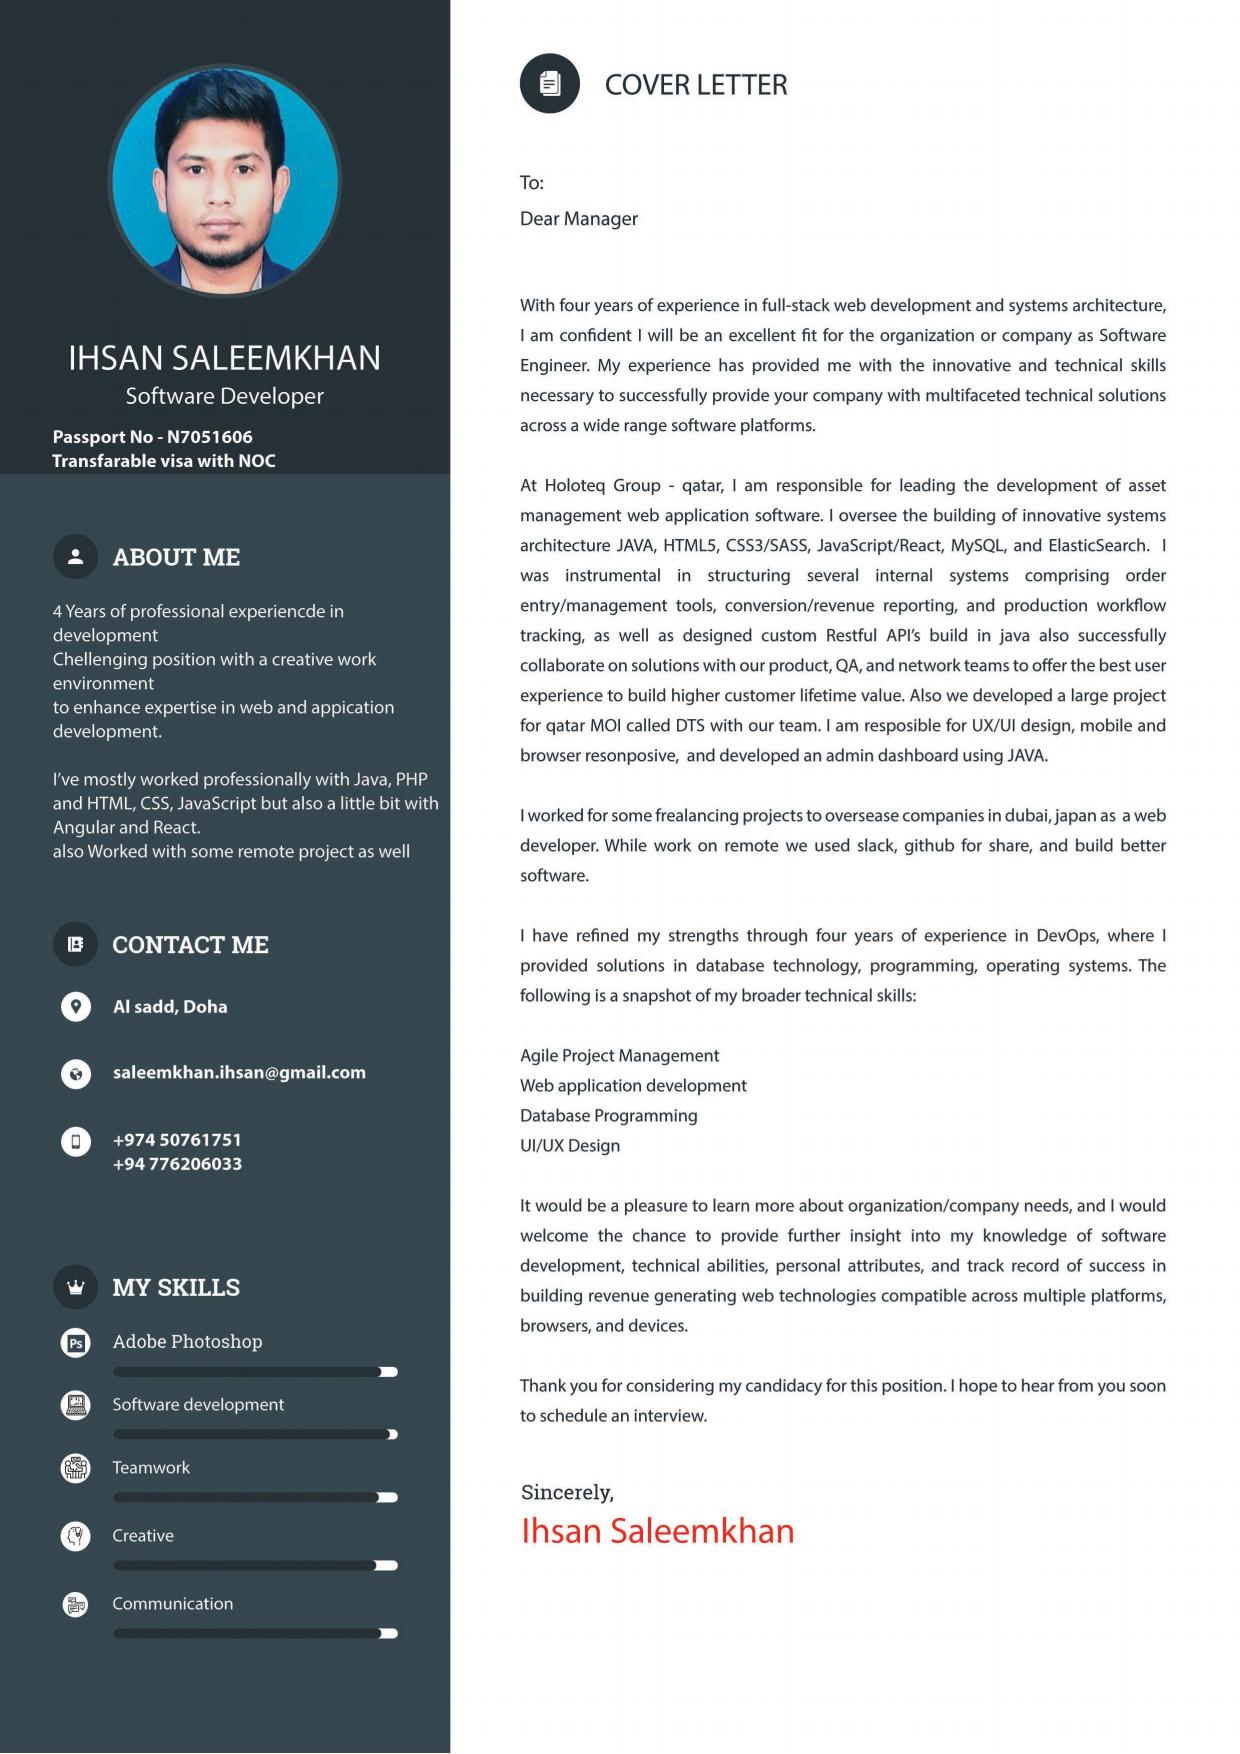 IHSAN SALEEMKHAN
Software Developer
Passport No - N7051606
Transfarable visa with NOC
ABOUT ME
4 Years of professional experiencde in
development
Chellenging position with a creative work
environment
to enhance expertise in web and appication
development.
I've mostly worked professionally with Java, PHP
and HTML, CSS, JavaScript but also a little bit with
Angular and React.
also Worked with some remote project as well
CONTACT ME
Al sadd, Doha
saleemkhan.ihsan@gmail.com
+974 50761751
+94 776206033
MY SKILLS
Ps Adobe Photoshop
Software development
Teamwork
Creative
Communication
COVER LETTER
To:
Dear Manager
With four years of experience in full-stack web development and systems architecture,
I am confident I will be an excellent fit for the organization or company as Software
Engineer. My experience has provided me with the innovative and technical skills
necessary to successfully provide your company with multifaceted technical solutions
across a wide range software platforms.
At Holoteq Group - qatar, I am responsible for leading the development of asset
management web application software. I oversee the building of innovative systems
architecture JAVA, HTML5, CSS3/SASS, JavaScript/React, MySQL, and ElasticSearch. I
was instrumental in structuring several internal systems comprising order
entry/management tools, conversion/revenue reporting, and production workflow
tracking, as well as designed custom Restful API's build in java also successfully
collaborate on solutions with our product, QA, and network teams to offer the best user
experience to build higher customer lifetime value. Also we developed a large project
for qatar MOI called DTS with our team. I am resposible for UX/UI design, mobile and
browser resonposive, and developed an admin dashboard using JAVA.
I worked for some frealancing projects to oversease companies in dubai, japan as a web
developer. While work on remote we used slack, github for share, and build better
software.
I have refined my strengths through four years of experience in DevOps, where I
provided solutions in database technology, programming, operating systems. The
following is a snapshot of my broader technical skills:
Agile Project Management
Web application development
Database Programming
UI/UX Design
It would be a pleasure to learn more about organization/company needs, and I would
welcome the chance to provide further insight into my knowledge of software
development, technical abilities, personal attributes, and track record of success in
building revenue generating web technologies compatible across multiple platforms,
browsers, and devices.
Thank you for considering my candidacy for this position. I hope to hear from you soon
to schedule an interview.
Sincerely,
Ihsan Saleemkhan